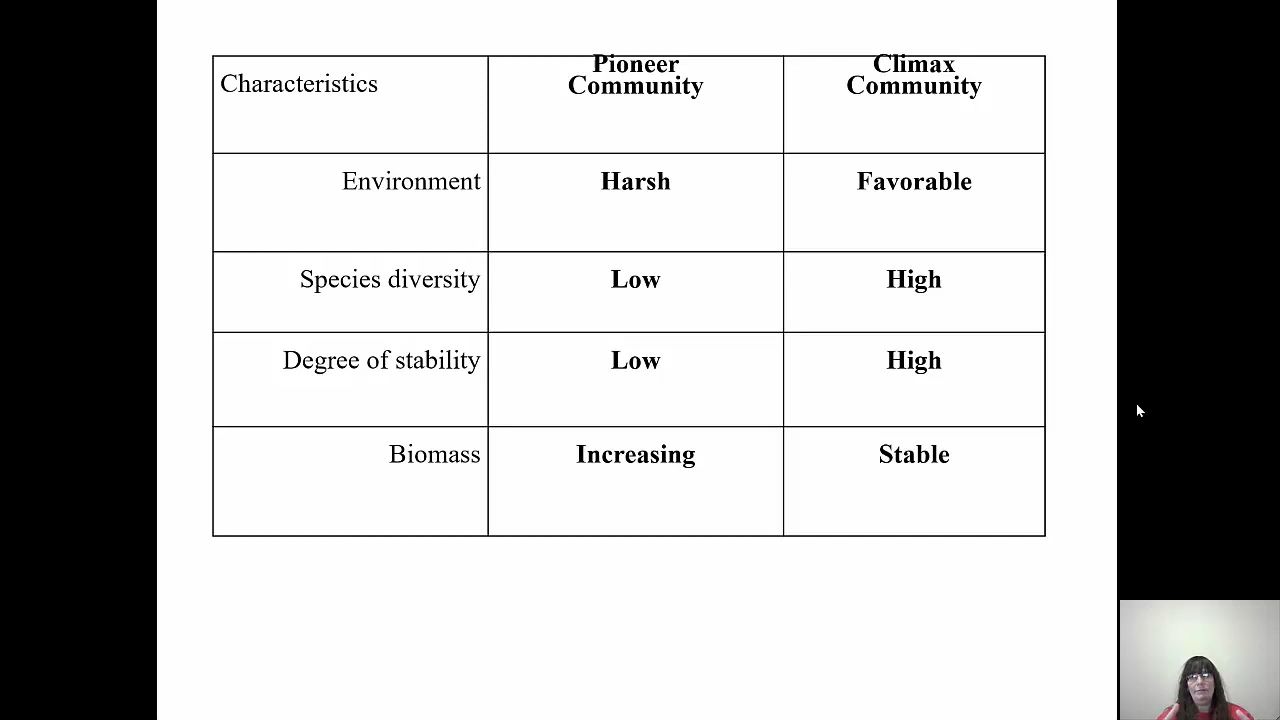 Characteristics
Pioneer
Community
Climax
Community
Environment
Harsh
Favorable
Species diversity
Low
High
Degree of stability
Low
High
Biomass
Increasing
Stable